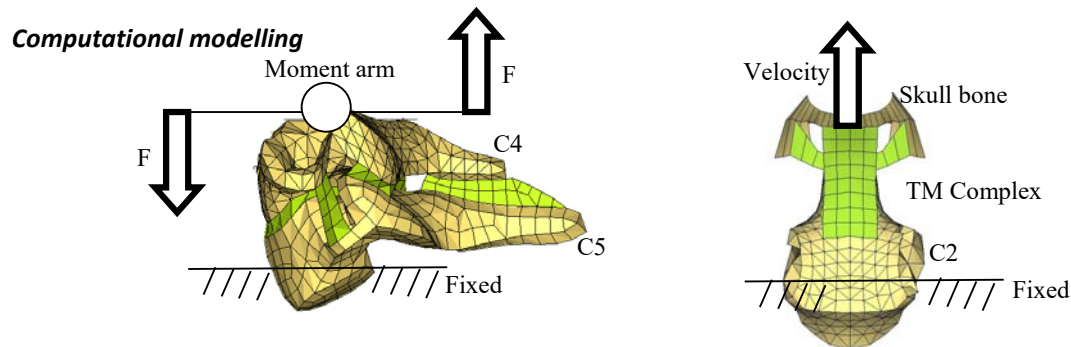 Computational modelling
Moment arm
F
F
C4
C5
Fixed
Velocity
Skull bone
TM Complex
C2
Fixed